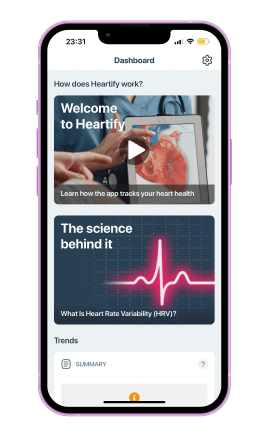 23:31
Dashboard
How does Heartify work?
Welcome
to Heartify
Learn how the app tracks your heart health
The science
behind it
What Is Heart Rate Variability (HRV)?
Trends
SUMMARY
?
i